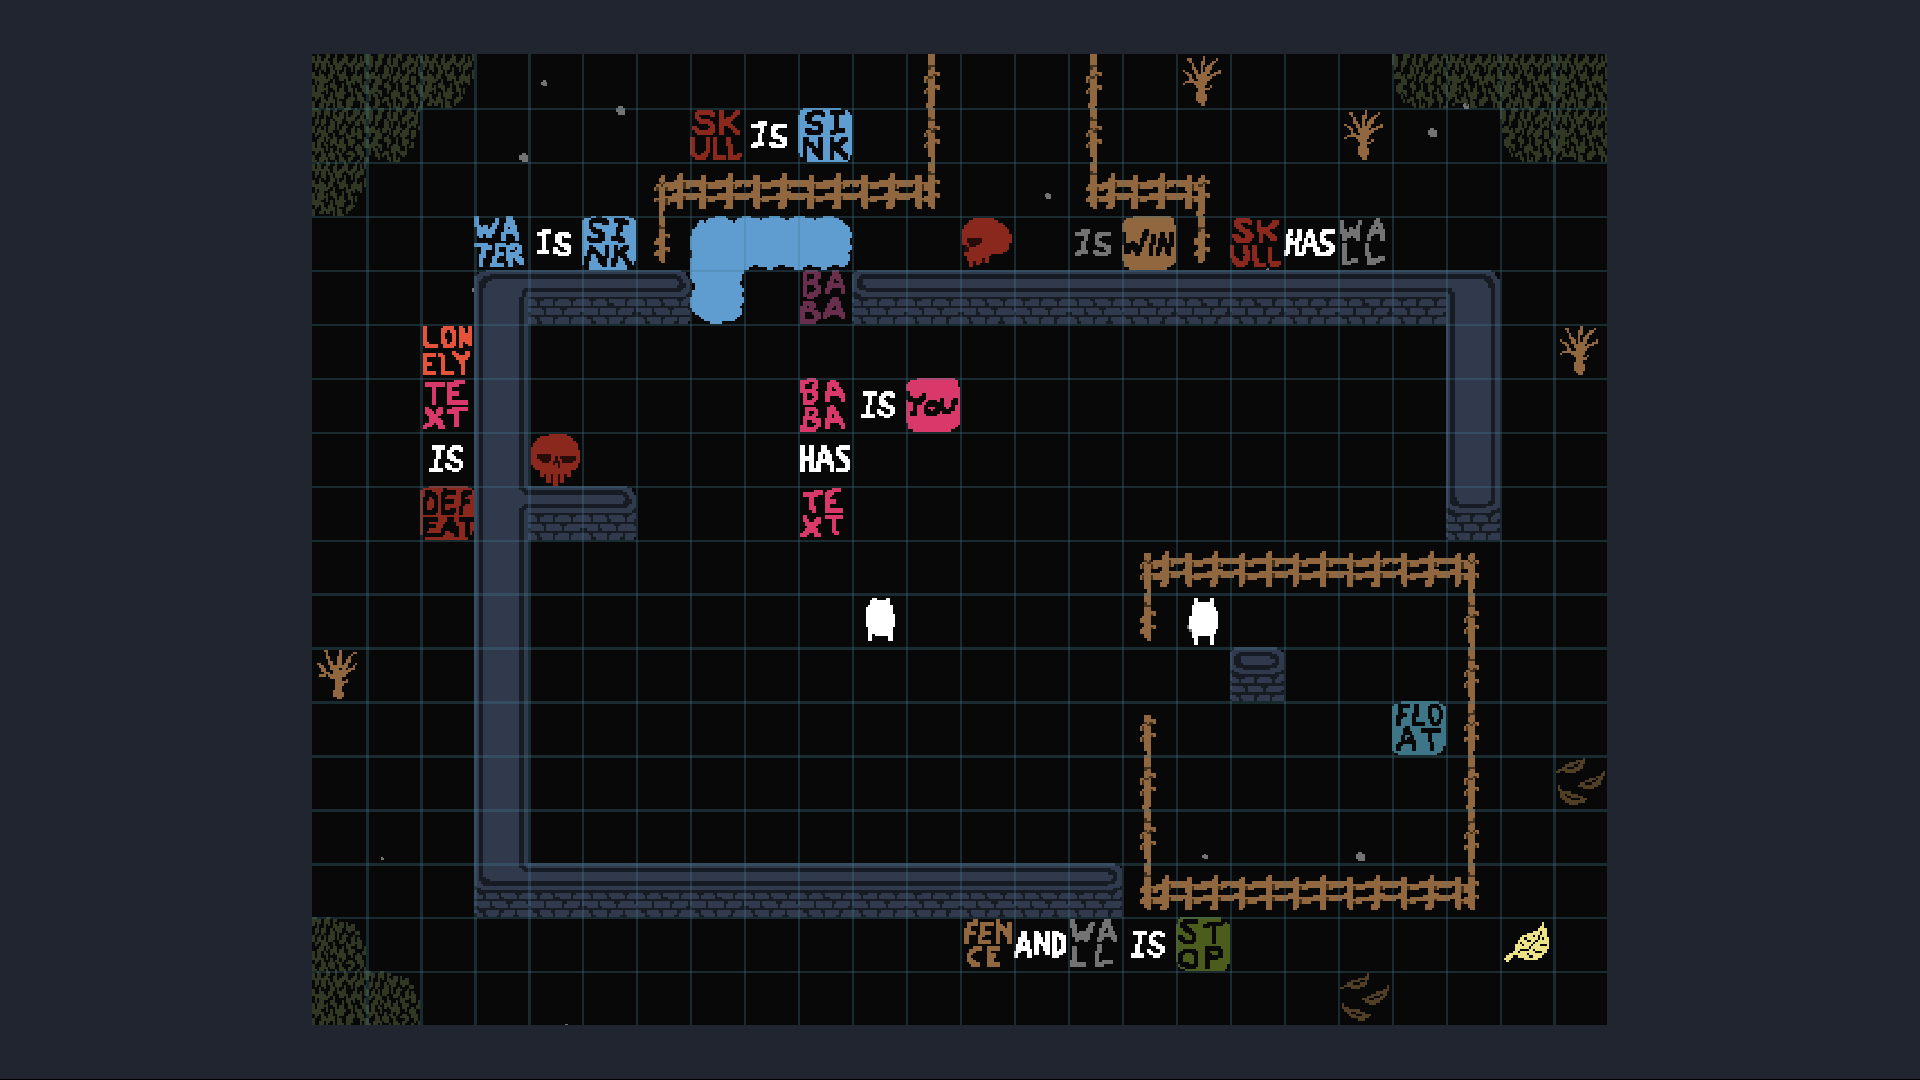 SKULL IS SINK
WATER IS SINK
IS WIN
SKULL HAS WALL
BABA
LONELY
TEXT
IS
DEFEAT
BABA IS YOU
HAS
TEXT
FLOAT
FENCE AND WALL IS STOP